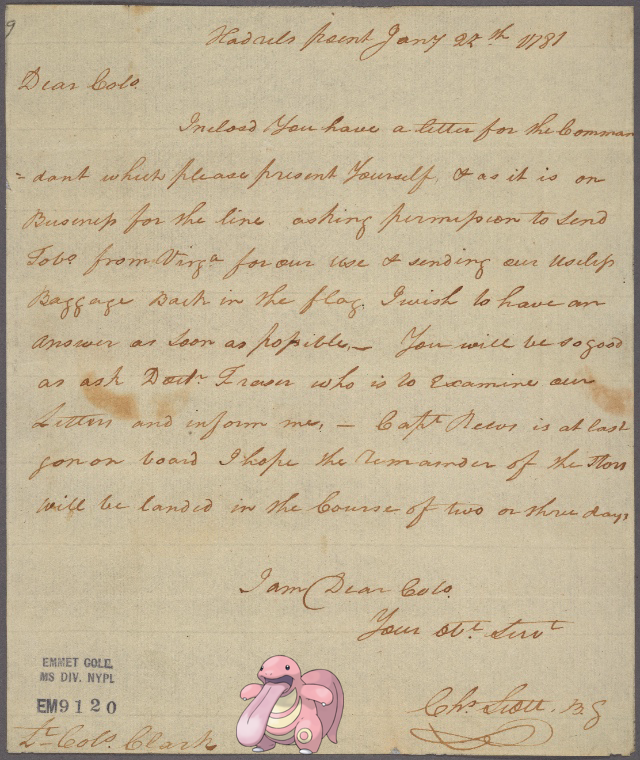 9
Hadrels point Jany 22th 1781
Dear Colo.
Inclosd You have a letter for the Comman
= dant which please present Yourself, & as it is on
Business for the line asking permission to send
Tobo from Virga for our use & sending our useless
Baggage Back in the flag. I wish to have an
answer as soon as possible,— You will be so good
as ask Doctr. Fraser who is to Examine our
Letters and inform me, — Capt is at last
gon on board I hope the remainder of the
will be landed in the Course of two or three days
I am Dear Colo.
Your Obt. Servt
Chs. Scott. B. G
EMMET COLL.
MS DIV. NYPL
EM9120
Lt. Colo. Clark